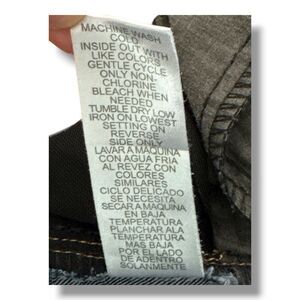 MACHINE WASH
COLD
INSIDE OUT WITH
LIKE COLORS
GENTLE CYCLE
ONLY NON-
CHLORINE
BLEACH WHEN
NEEDED
TUMBLE DRY LOW
IRON ON LOWEST
SETTING ON
REVERSE
SIDE ONLY
LAVAR A MAQUINA
CON AGUA FRIA
AL REVEZ CON
COLORES
SIMILARES
CICLO DELICADO
SE NECESITA
SECAR A MAQUINA
EN BAJA
TEMPERATURA
PLANCHAR ALA
TEMPERATURA
MAS BAJA
POR EL LADO
DE ADENTRO
SOLANMENTE